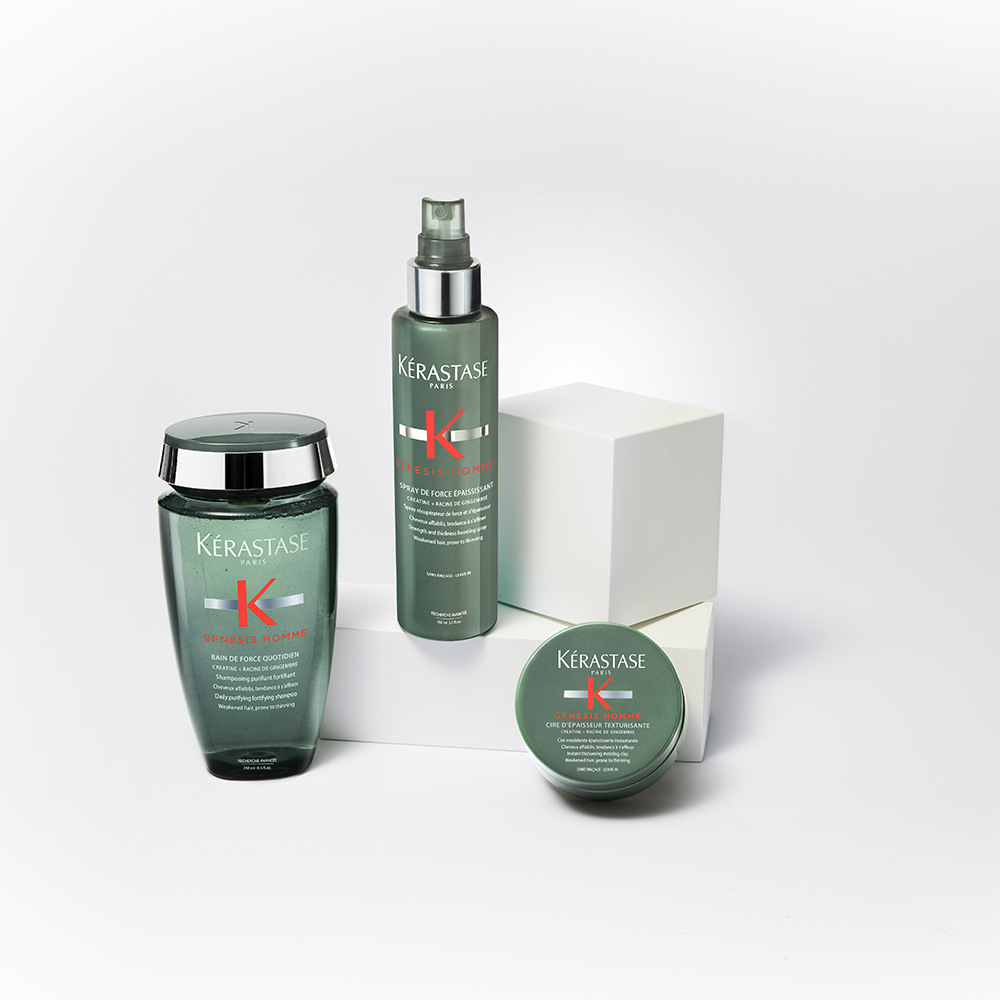 KÉRASTASE
PARIS
K
GENESIS HOMME
SPRAY DE FORCE ÉPAISSISSANT
CREATINE + RACINE DE GINGEMBRE
Spray récupérateur de force et d'épaisseur
Cheveux affaiblis, tendance à s'affiner
Strength and thickness boosting spray
Weakened hair, prone to thinning
SANS RINÇAGE - LEAVE-IN
RECHERCHE AVANCÉE
150 ml 5.1 fl.oz.
KÉRASTASE
PARIS
K
GENESIS HOMME
BAIN DE FORCE QUOTIDIEN
CREATINE + RACINE DE GINGEMBRE
Shampooing purifiant fortifiant
Cheveux affaiblis, tendance à s'affiner
Daily purifying fortifying shampoo
Weakened hair, prone to thinning
RECHERCHE AVANCÉE
250 ml 8.5 fl.oz.
KÉRASTASE
PARIS
K
GENESIS HOMME
CIRE D'ÉPAISSEUR TEXTURISANTE
CREATINE + RACINE DE GINGEMBRE
Cire modelante épaississante instantanée
Cheveux affaiblis, tendance à s'affiner
Instant thickening molding clay
Weakened hair, prone to thinning
SANS RINÇAGE - LEAVE-IN